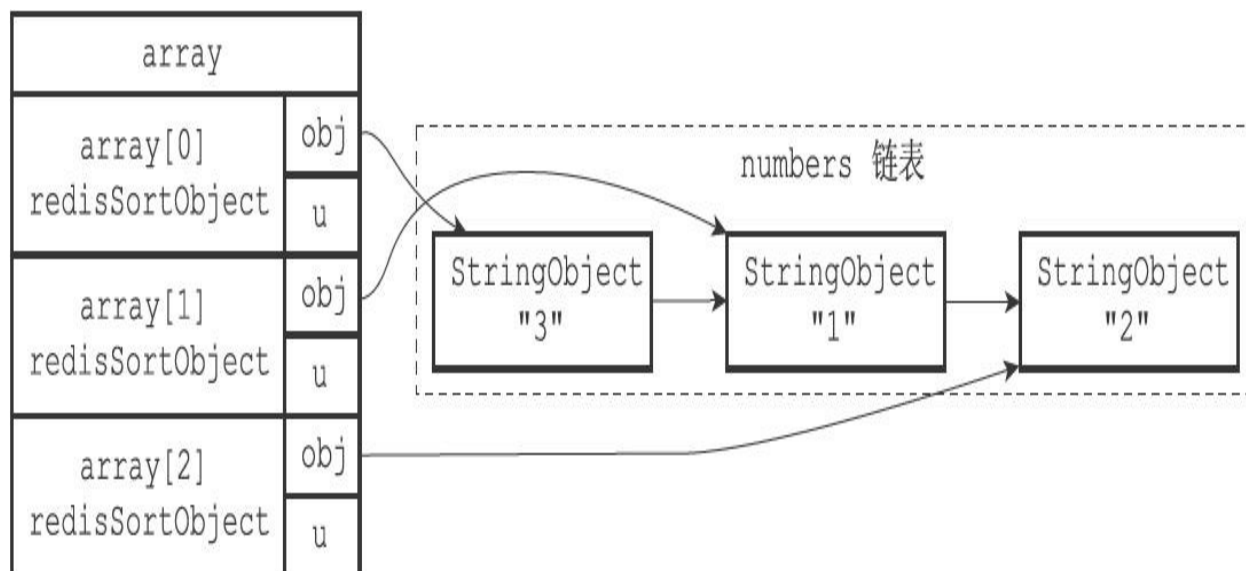 array
array[0]
redisSortObject
obj
u
array[1]
redisSortObject
obj
u
array[2]
redisSortObject
obj
u
numbers 链表
StringObject
"3"
StringObject
"1"
StringObject
"2"